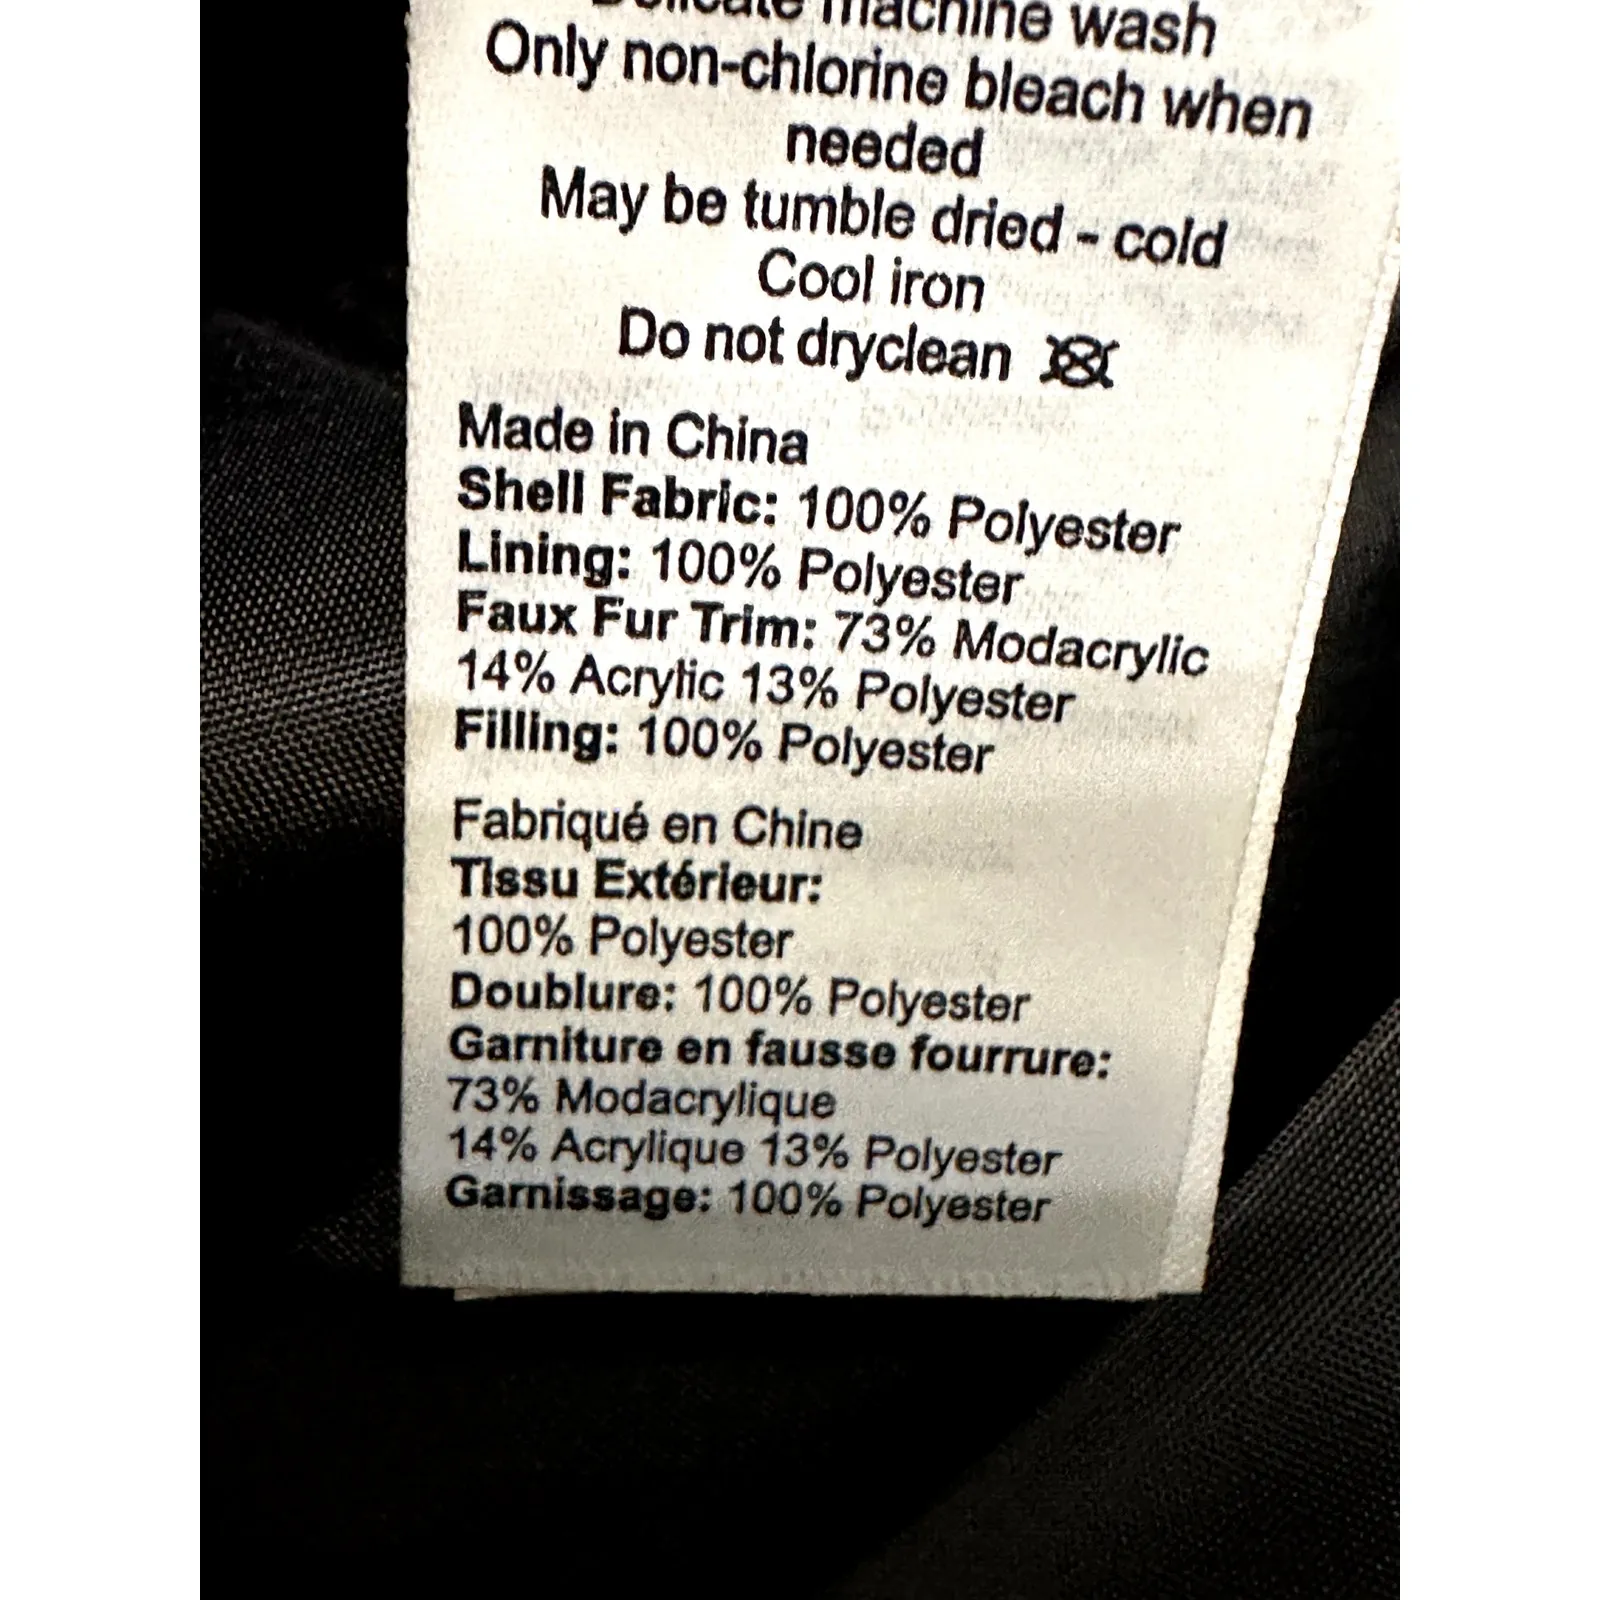 Delicate machine wash
Only non-chlorine bleach when
needed
May be tumble dried - cold
Cool iron
Do not dryclean
Made in China
Shell Fabric: 100% Polyester
Lining: 100% Polyester
Faux Fur Trim: 73% Modacrylic
14% Acrylic 13% Polyester
Filling: 100% Polyester
Fabriqué en Chine
Tissu Extérieur:
100% Polyester
Doublure: 100% Polyester
Garniture en fausse fourrure:
73% Modacrylique
14% Acrylique 13% Polyester
Garnissage: 100% Polyester